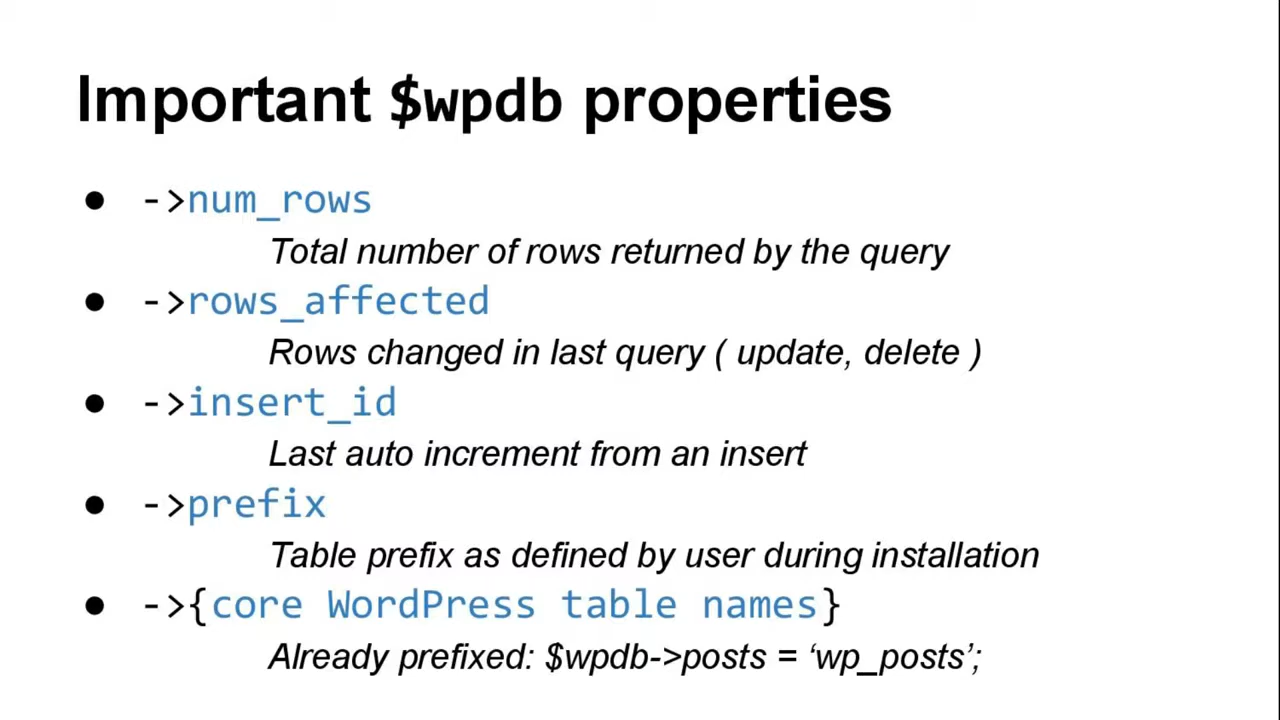 Important $wpdb properties
● ->num_rows
Total number of rows returned by the query
● ->rows_affected
Rows changed in last query ( update, delete )
● ->insert_id
Last auto increment from an insert
● ->prefix
Table prefix as defined by user during installation
● ->{core WordPress table names}
Already prefixed: $wpdb->posts = ‘wp_posts’;